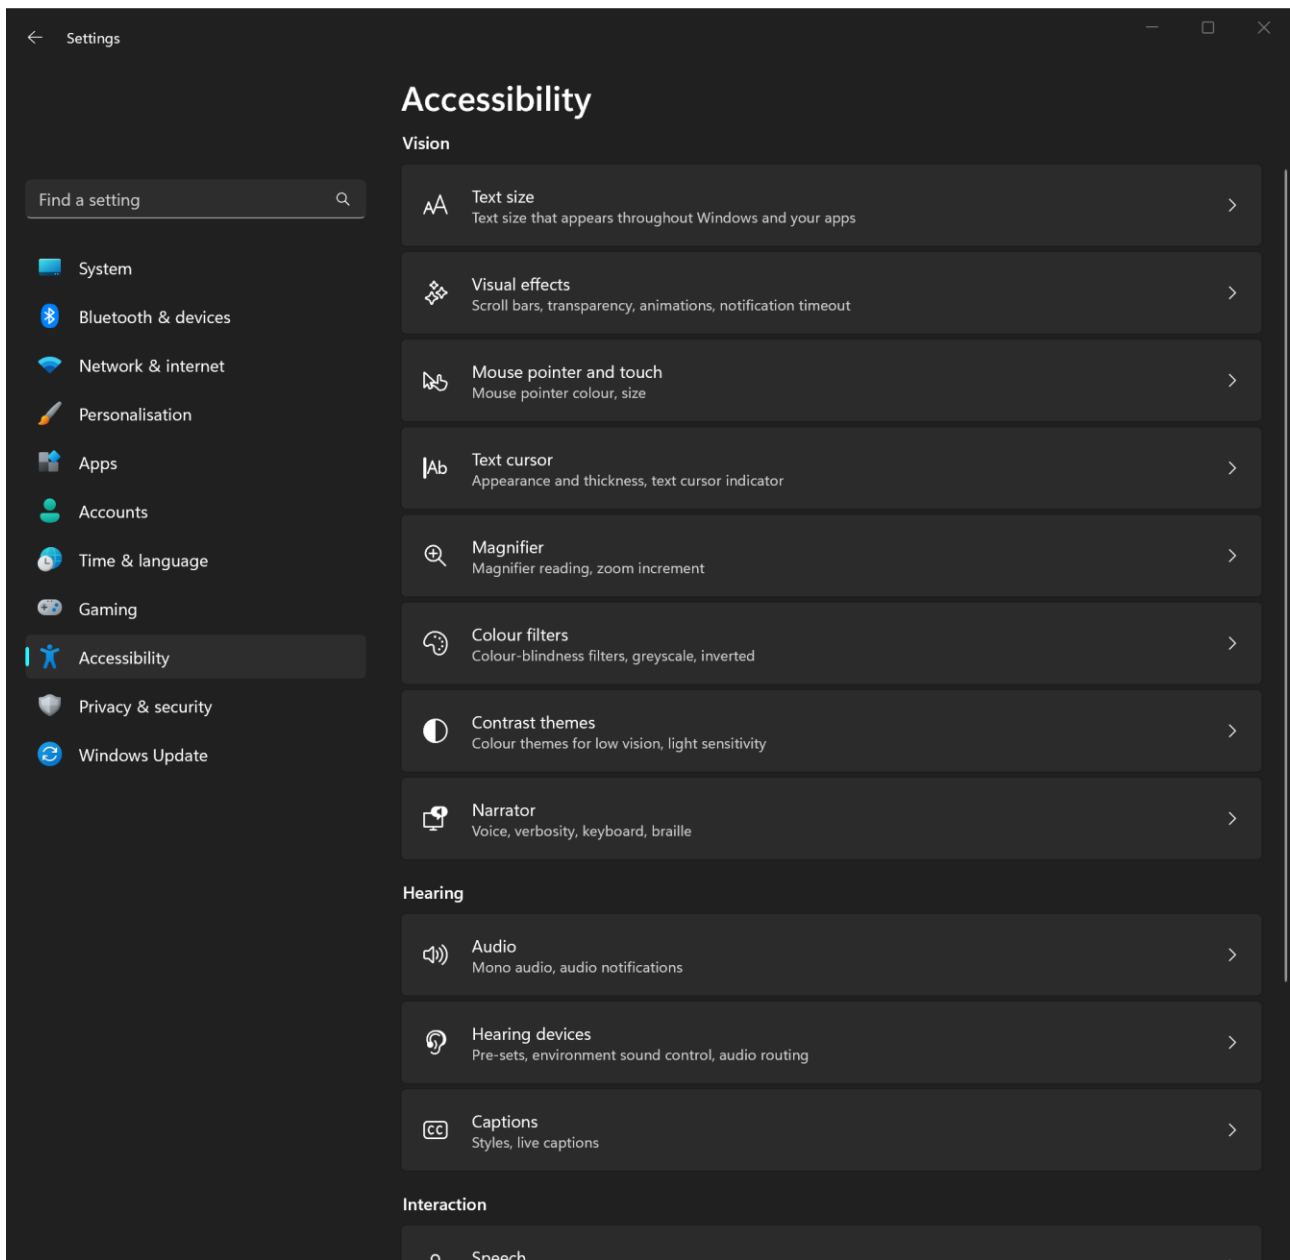 Settings
Accessibility
Vision
Find a setting
System
Bluetooth & devices
Network & internet
Personalisation
Apps
Accounts
Time & language
Gaming
Accessibility
Privacy & security
Windows Update
Text size
Text size that appears throughout Windows and your apps
Visual effects
Scroll bars, transparency, animations, notification timeout
Mouse pointer and touch
Mouse pointer colour, size
Ab
Text cursor
Appearance and thickness, text cursor indicator
Magnifier
Magnifier reading, zoom increment
Colour filters
Colour-blindness filters, greyscale, inverted
Contrast themes
Colour themes for low vision, light sensitivity
Narrator
Voice, verbosity, keyboard, braille
Hearing
Audio
Mono audio, audio notifications
Hearing devices
Pre-sets, environment sound control, audio routing
CC
Captions
Styles, live captions
Interaction
Speech